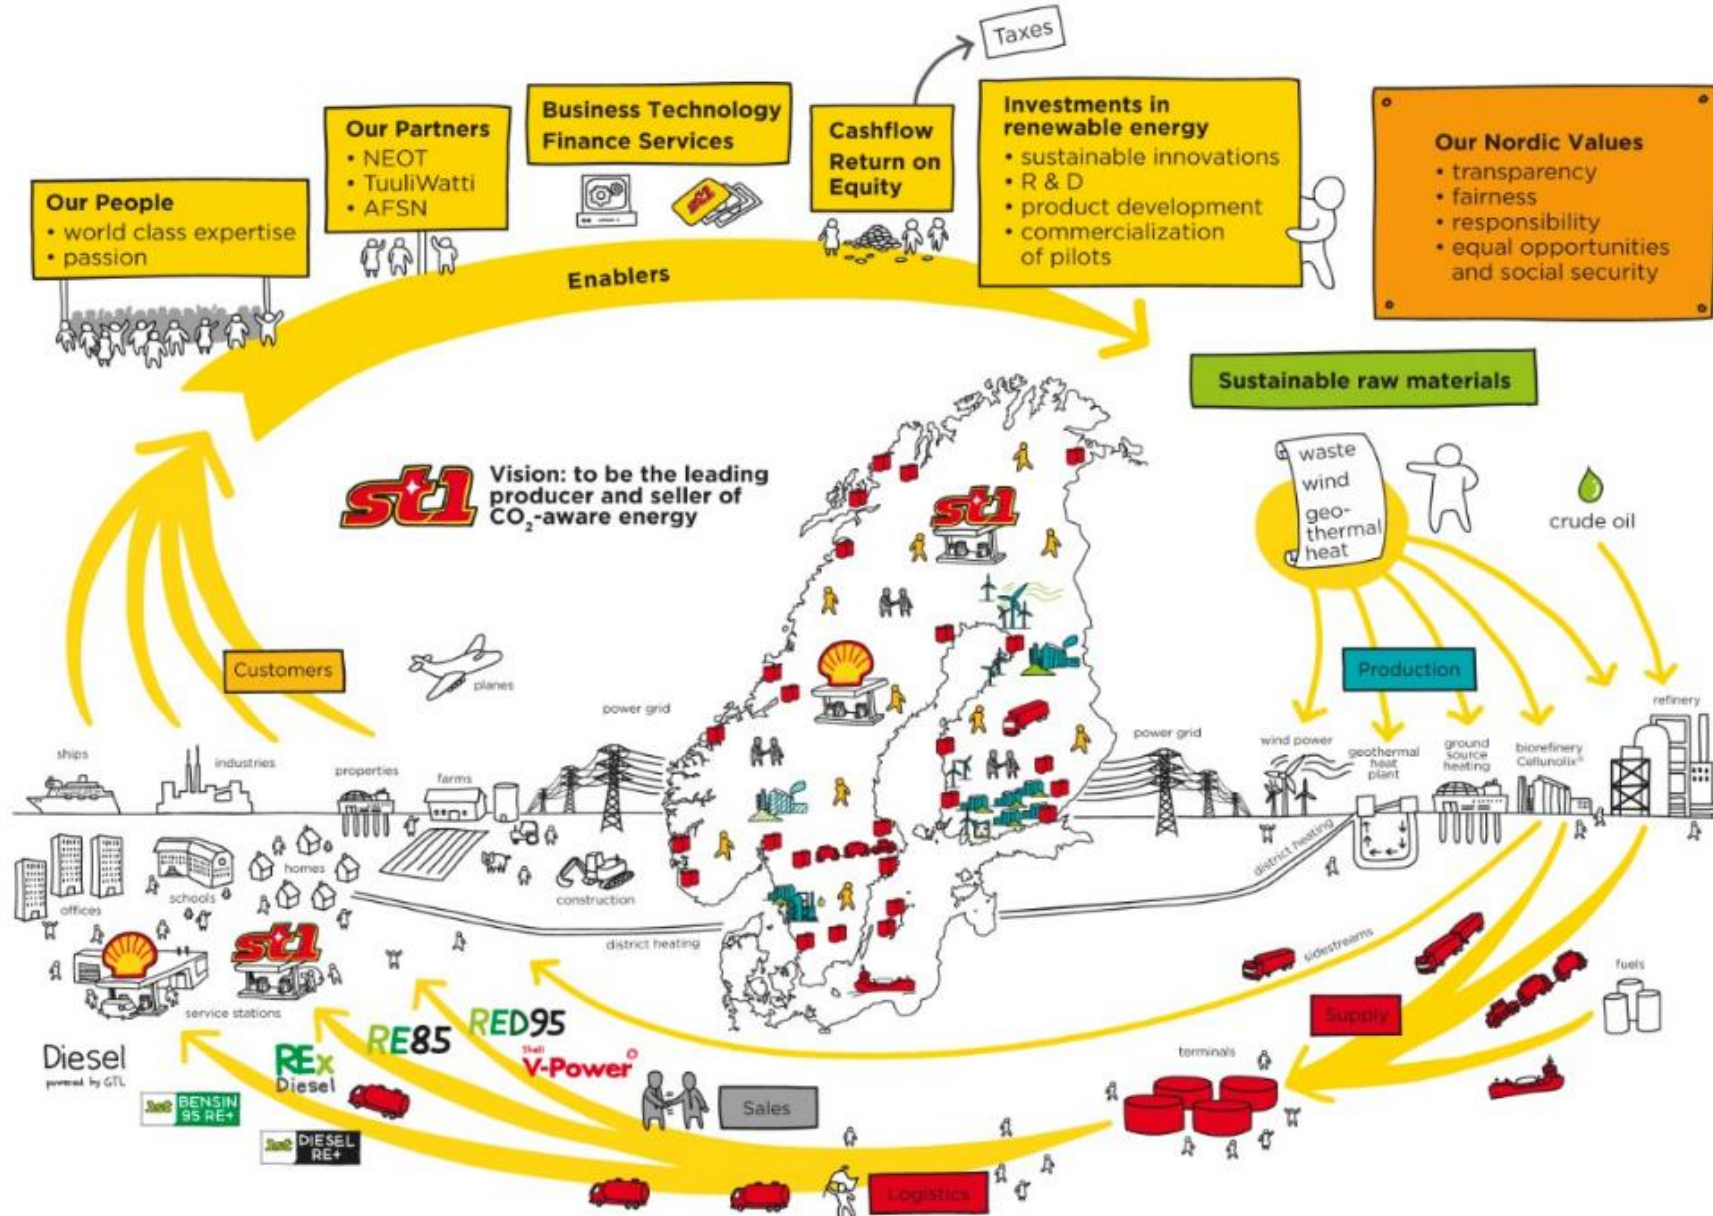 Taxes
Our People
• world class expertise
• passion
Our Partners
• NEOT
• TuuliWatti
• AFSN
Business Technology
Finance Services
st1
Cashflow
Return on
Equity
Investments in
renewable energy
• sustainable innovations
• R & D
• product development
• commercialization
of pilots
Our Nordic Values
• transparency
• fairness
• responsibility
• equal opportunities
and social security
Enablers
Sustainable raw materials
waste
wind
geo-
thermal
heat
crude oil
st1
Vision: to be the leading
producer and seller of
CO₂-aware energy
st1
Customers
planes
Production
ships
industries
properties
farms
power grid
power grid
wind power
geothermal
heat
plant
ground
source
heating
biorefinery
Cellunolix®
refinery
offices
schools
homes
construction
district heating
district heating
st1
service stations
sidestreams
fuels
Supply
terminals
Diesel
powered by GTL
1st BENSIN
95 RE+
1st DIESEL
RE+
REx
Diesel
RE85
RED95
Shell
V-Power
Sales
Logistics